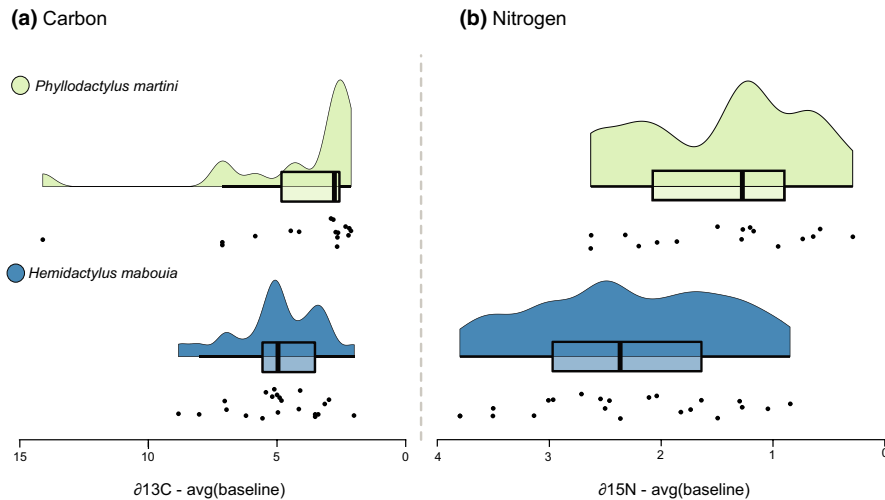 (a) Carbon
(b) Nitrogen
Phyllodactylus martini
Hemidactylus mabouia
15 10 5 0
4 3 2 1 0
∂13C - avg(baseline)
∂15N - avg(baseline)